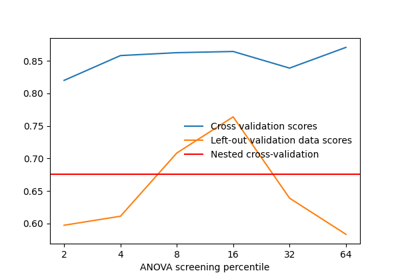 0.85
0.80
0.75
0.70
0.65
0.60
Cross validation scores
Left-out validation data scores
Nested cross-validation
2 4 8 16 32 64
ANOVA screening percentile